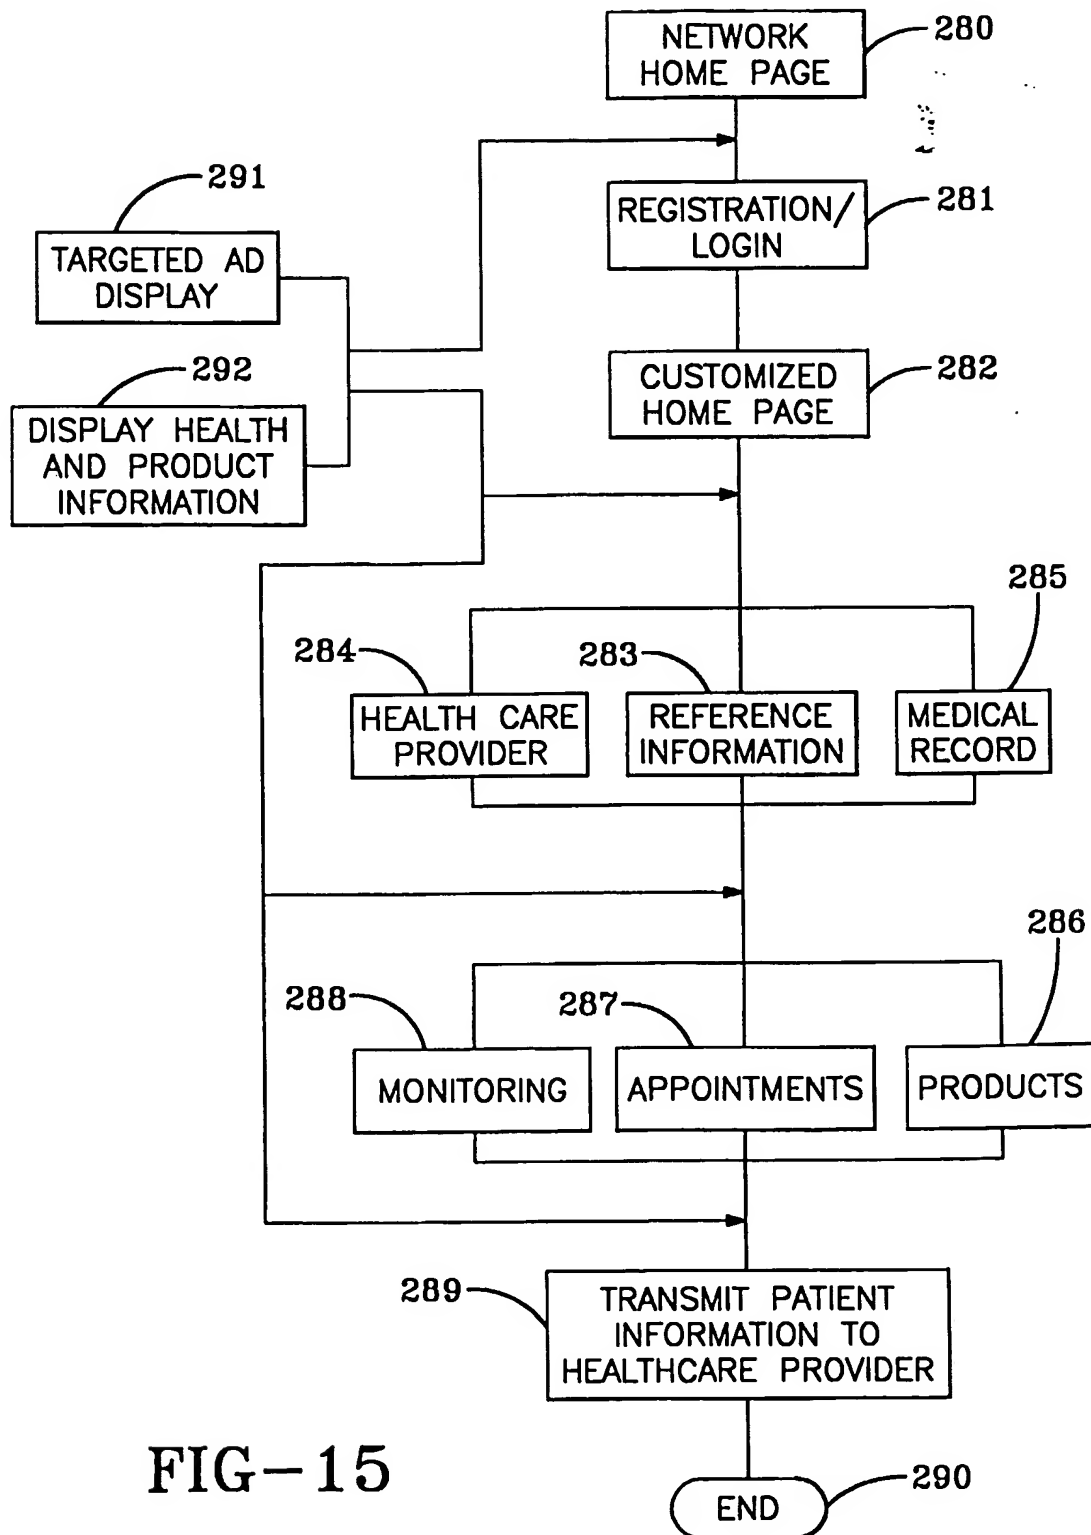 NETWORK
HOME PAGE
280
291
REGISTRATION/
LOGIN
281
TARGETED AD
DISPLAY
292
CUSTOMIZED
HOME PAGE
282
DISPLAY HEALTH
AND PRODUCT
INFORMATION
285
284
283
HEALTH CARE
PROVIDER
REFERENCE
INFORMATION
MEDICAL
RECORD
286
288
287
MONITORING
APPOINTMENTS
PRODUCTS
289
TRANSMIT PATIENT
INFORMATION TO
HEALTHCARE PROVIDER
FIG-15
END
290